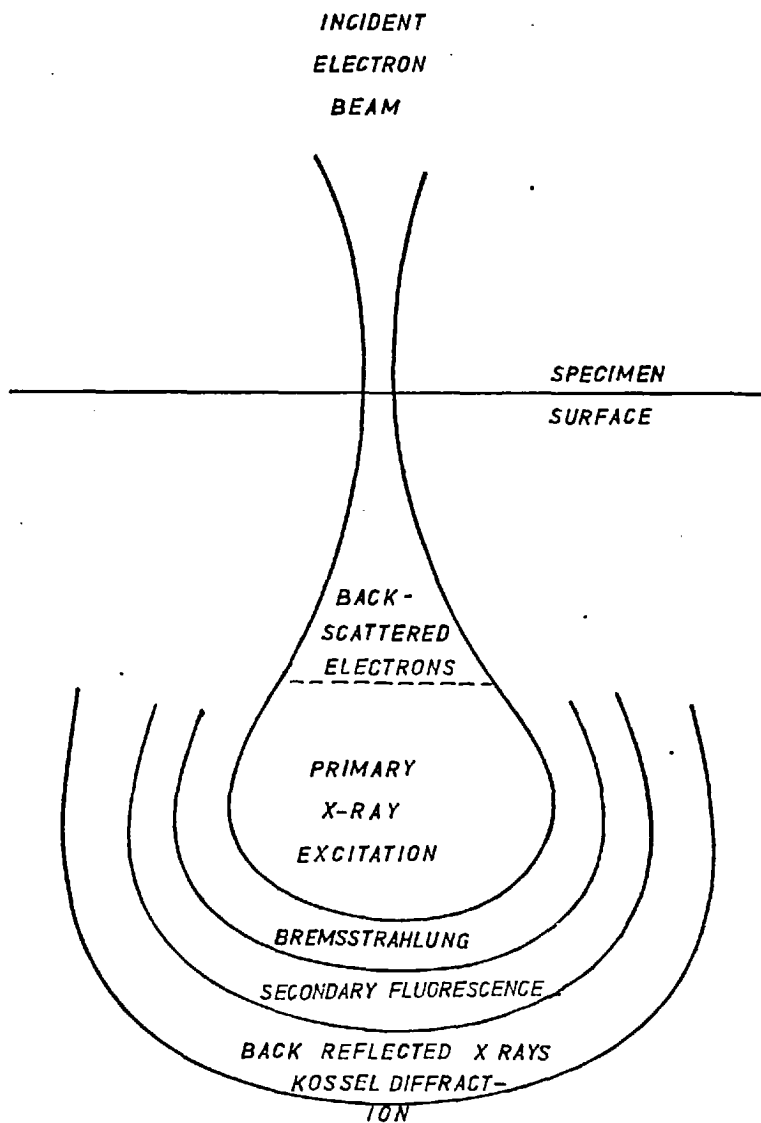 INCIDENT
ELECTRON
BEAM
SPECIMEN
SURFACE
BACK-
SCATTERED
ELECTRONS
PRIMARY
X-RAY
EXCITATION
BREMSSTRAHLUNG
SECONDARY FLUORESCENCE
BACK REFLECTED X RAYS
KOSSEL DIFFRACT-
ION